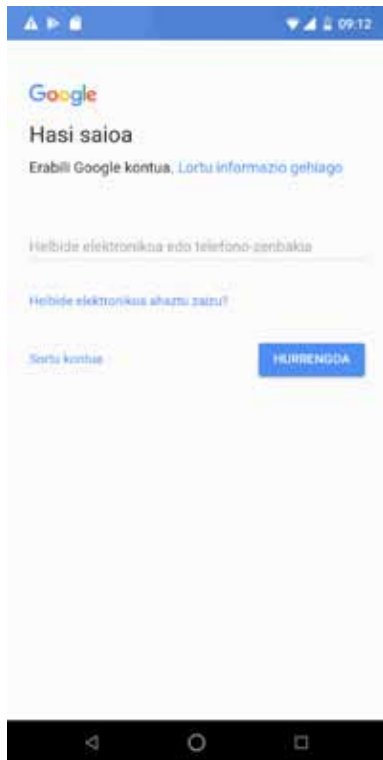 09:12
Google
Hasi saioa
Erabili Google kontua. Lortu informazio gehiago
Helbide elektronikoa edo telefono-zenbakia
Helbide elektronikoa ahaztu zaizu?
Sortu kontua
HURRENGOA